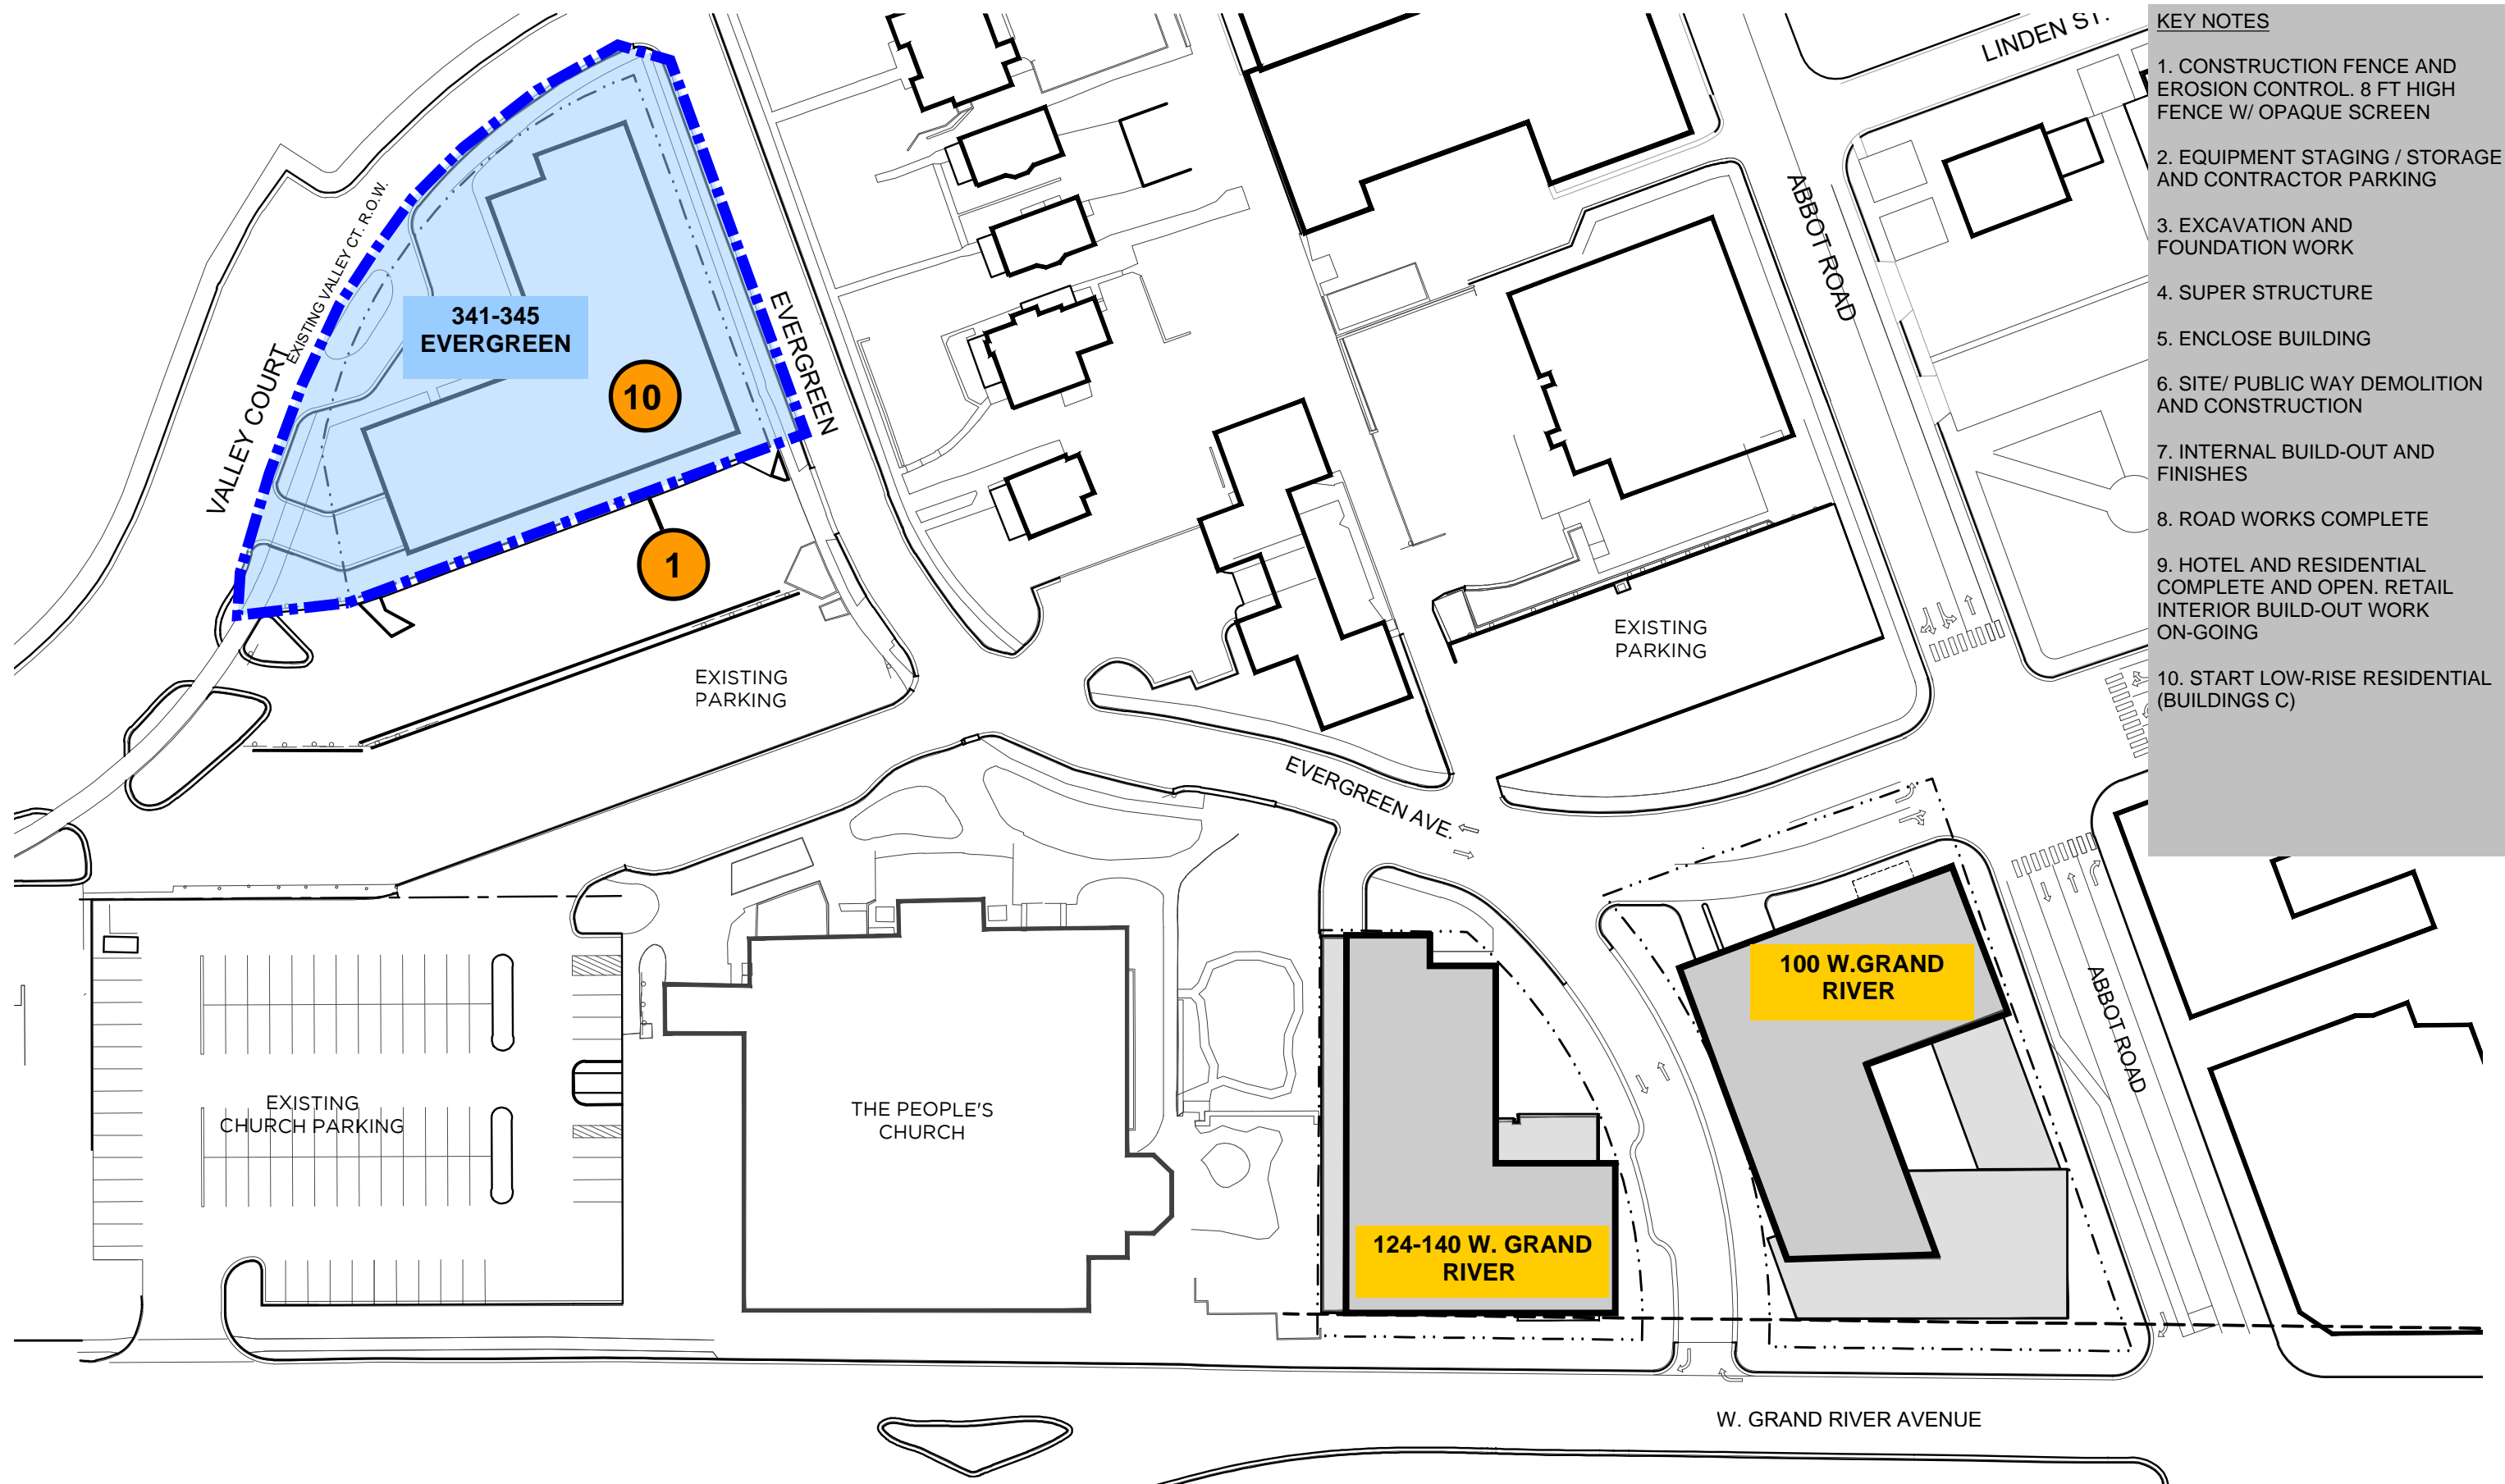 LINDEN ST.
KEY NOTES
1. CONSTRUCTION FENCE AND
EROSION CONTROL. 8 FT HIGH
FENCE W/ OPAQUE SCREEN
2. EQUIPMENT STAGING / STORAGE
AND CONTRACTOR PARKING
3. EXCAVATION AND
FOUNDATION WORK
4. SUPER STRUCTURE
5. ENCLOSE BUILDING
6. SITE/ PUBLIC WAY DEMOLITION
AND CONSTRUCTION
7. INTERNAL BUILD-OUT AND
FINISHES
8. ROAD WORKS COMPLETE
9. HOTEL AND RESIDENTIAL
COMPLETE AND OPEN. RETAIL
INTERIOR BUILD-OUT WORK
ON-GOING
10. START LOW-RISE RESIDENTIAL
(BUILDINGS C)
EXISTING VALLEY CT. R.O.W.
VALLEY COURT
341-345
EVERGREEN
10
1
EVERGREEN
ABBOT ROAD
EXISTING
PARKING
EXISTING
PARKING
EVERGREEN AVE.
EXISTING
CHURCH PARKING
THE PEOPLE'S
CHURCH
124-140 W. GRAND
RIVER
100 W.GRAND
RIVER
ABBOT ROAD
W. GRAND RIVER AVENUE